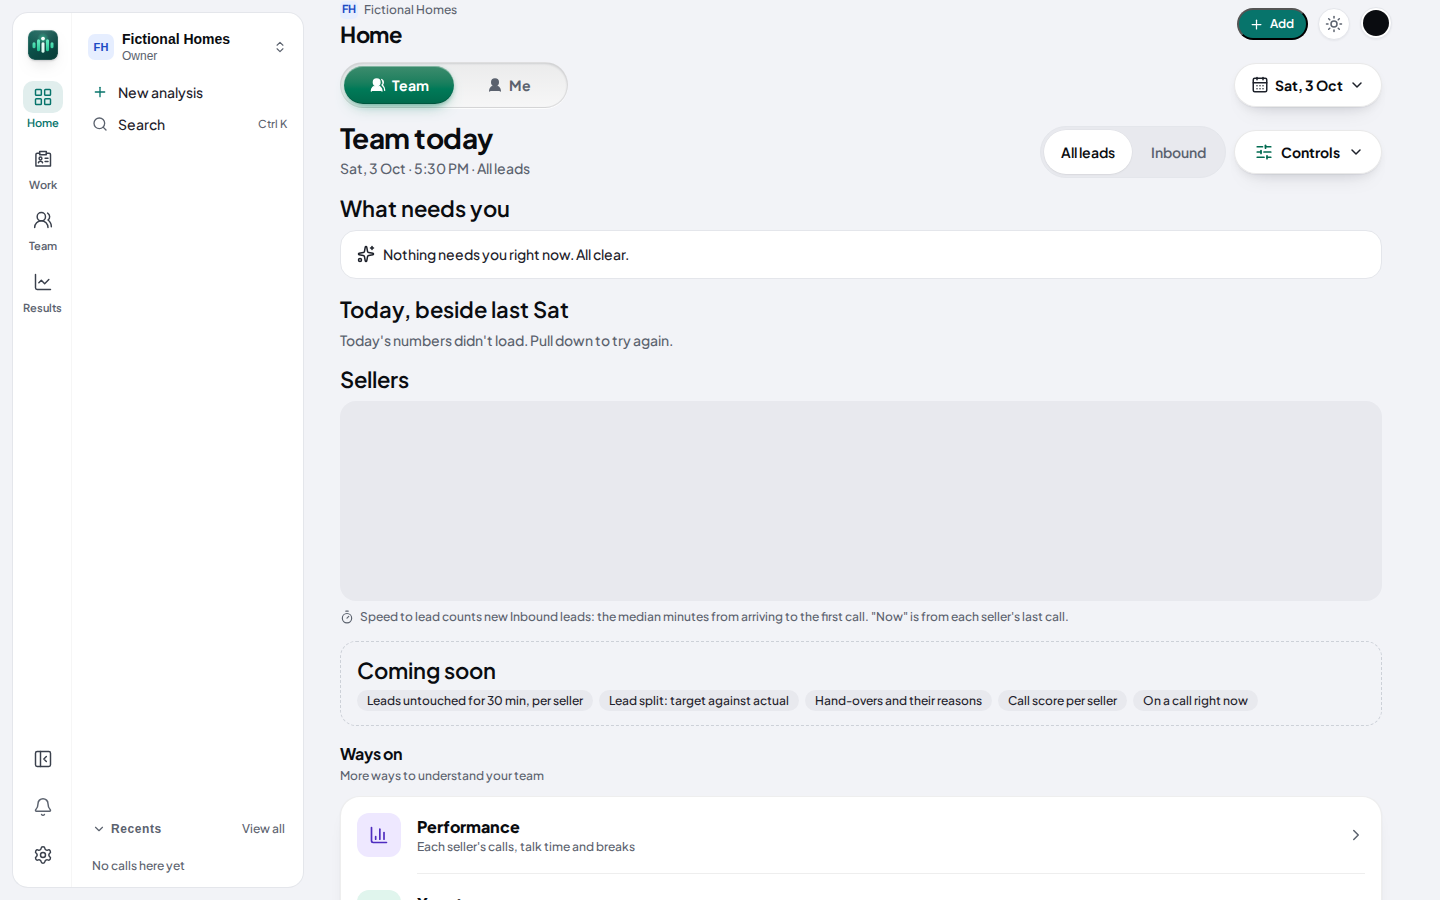 FH Fictional Homes
Home
Add
FH
Fictional Homes
Owner
New analysis
Search
Ctrl K
Home
Work
Team
Results
Recents
View all
No calls here yet
Team
Me
Sat, 3 Oct
Team today
Sat, 3 Oct · 5:30 PM · All leads
All leads
Inbound
Controls
What needs you
Nothing needs you right now. All clear.
Today, beside last Sat
Today's numbers didn't load. Pull down to try again.
Sellers
Speed to lead counts new Inbound leads: the median minutes from arriving to the first call. "Now" is from each seller's last call.
Coming soon
Leads untouched for 30 min, per seller
Lead split: target against actual
Hand-overs and their reasons
Call score per seller
On a call right now
Ways on
More ways to understand your team
Performance
Each seller's calls, talk time and breaks